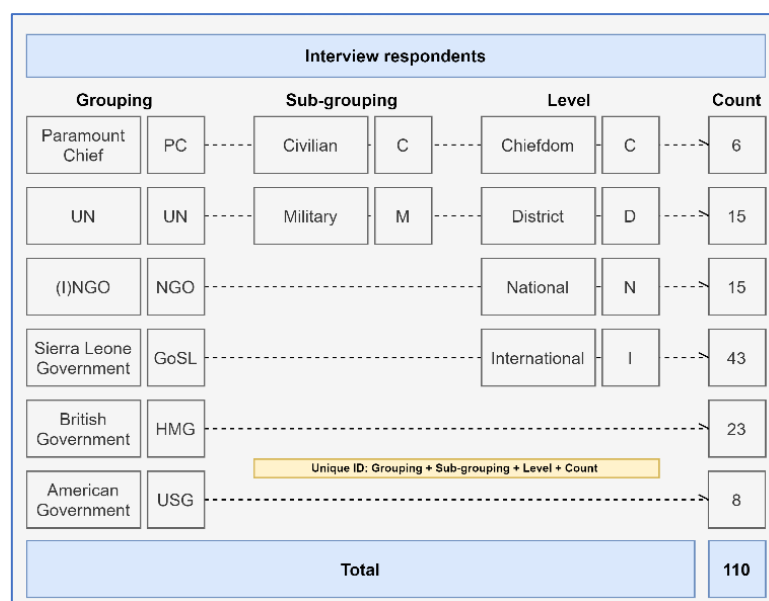 Interview respondents
Grouping Sub-grouping Level Count
Paramount Chief PC Civilian C Chiefdom C 6
UN UN Military M District D 15
(I)NGO NGO National N 15
Sierra Leone Government GoSL International I 43
British Government HMG 23
Unique ID: Grouping + Sub-grouping + Level + Count
American Government USG 8
Total 110